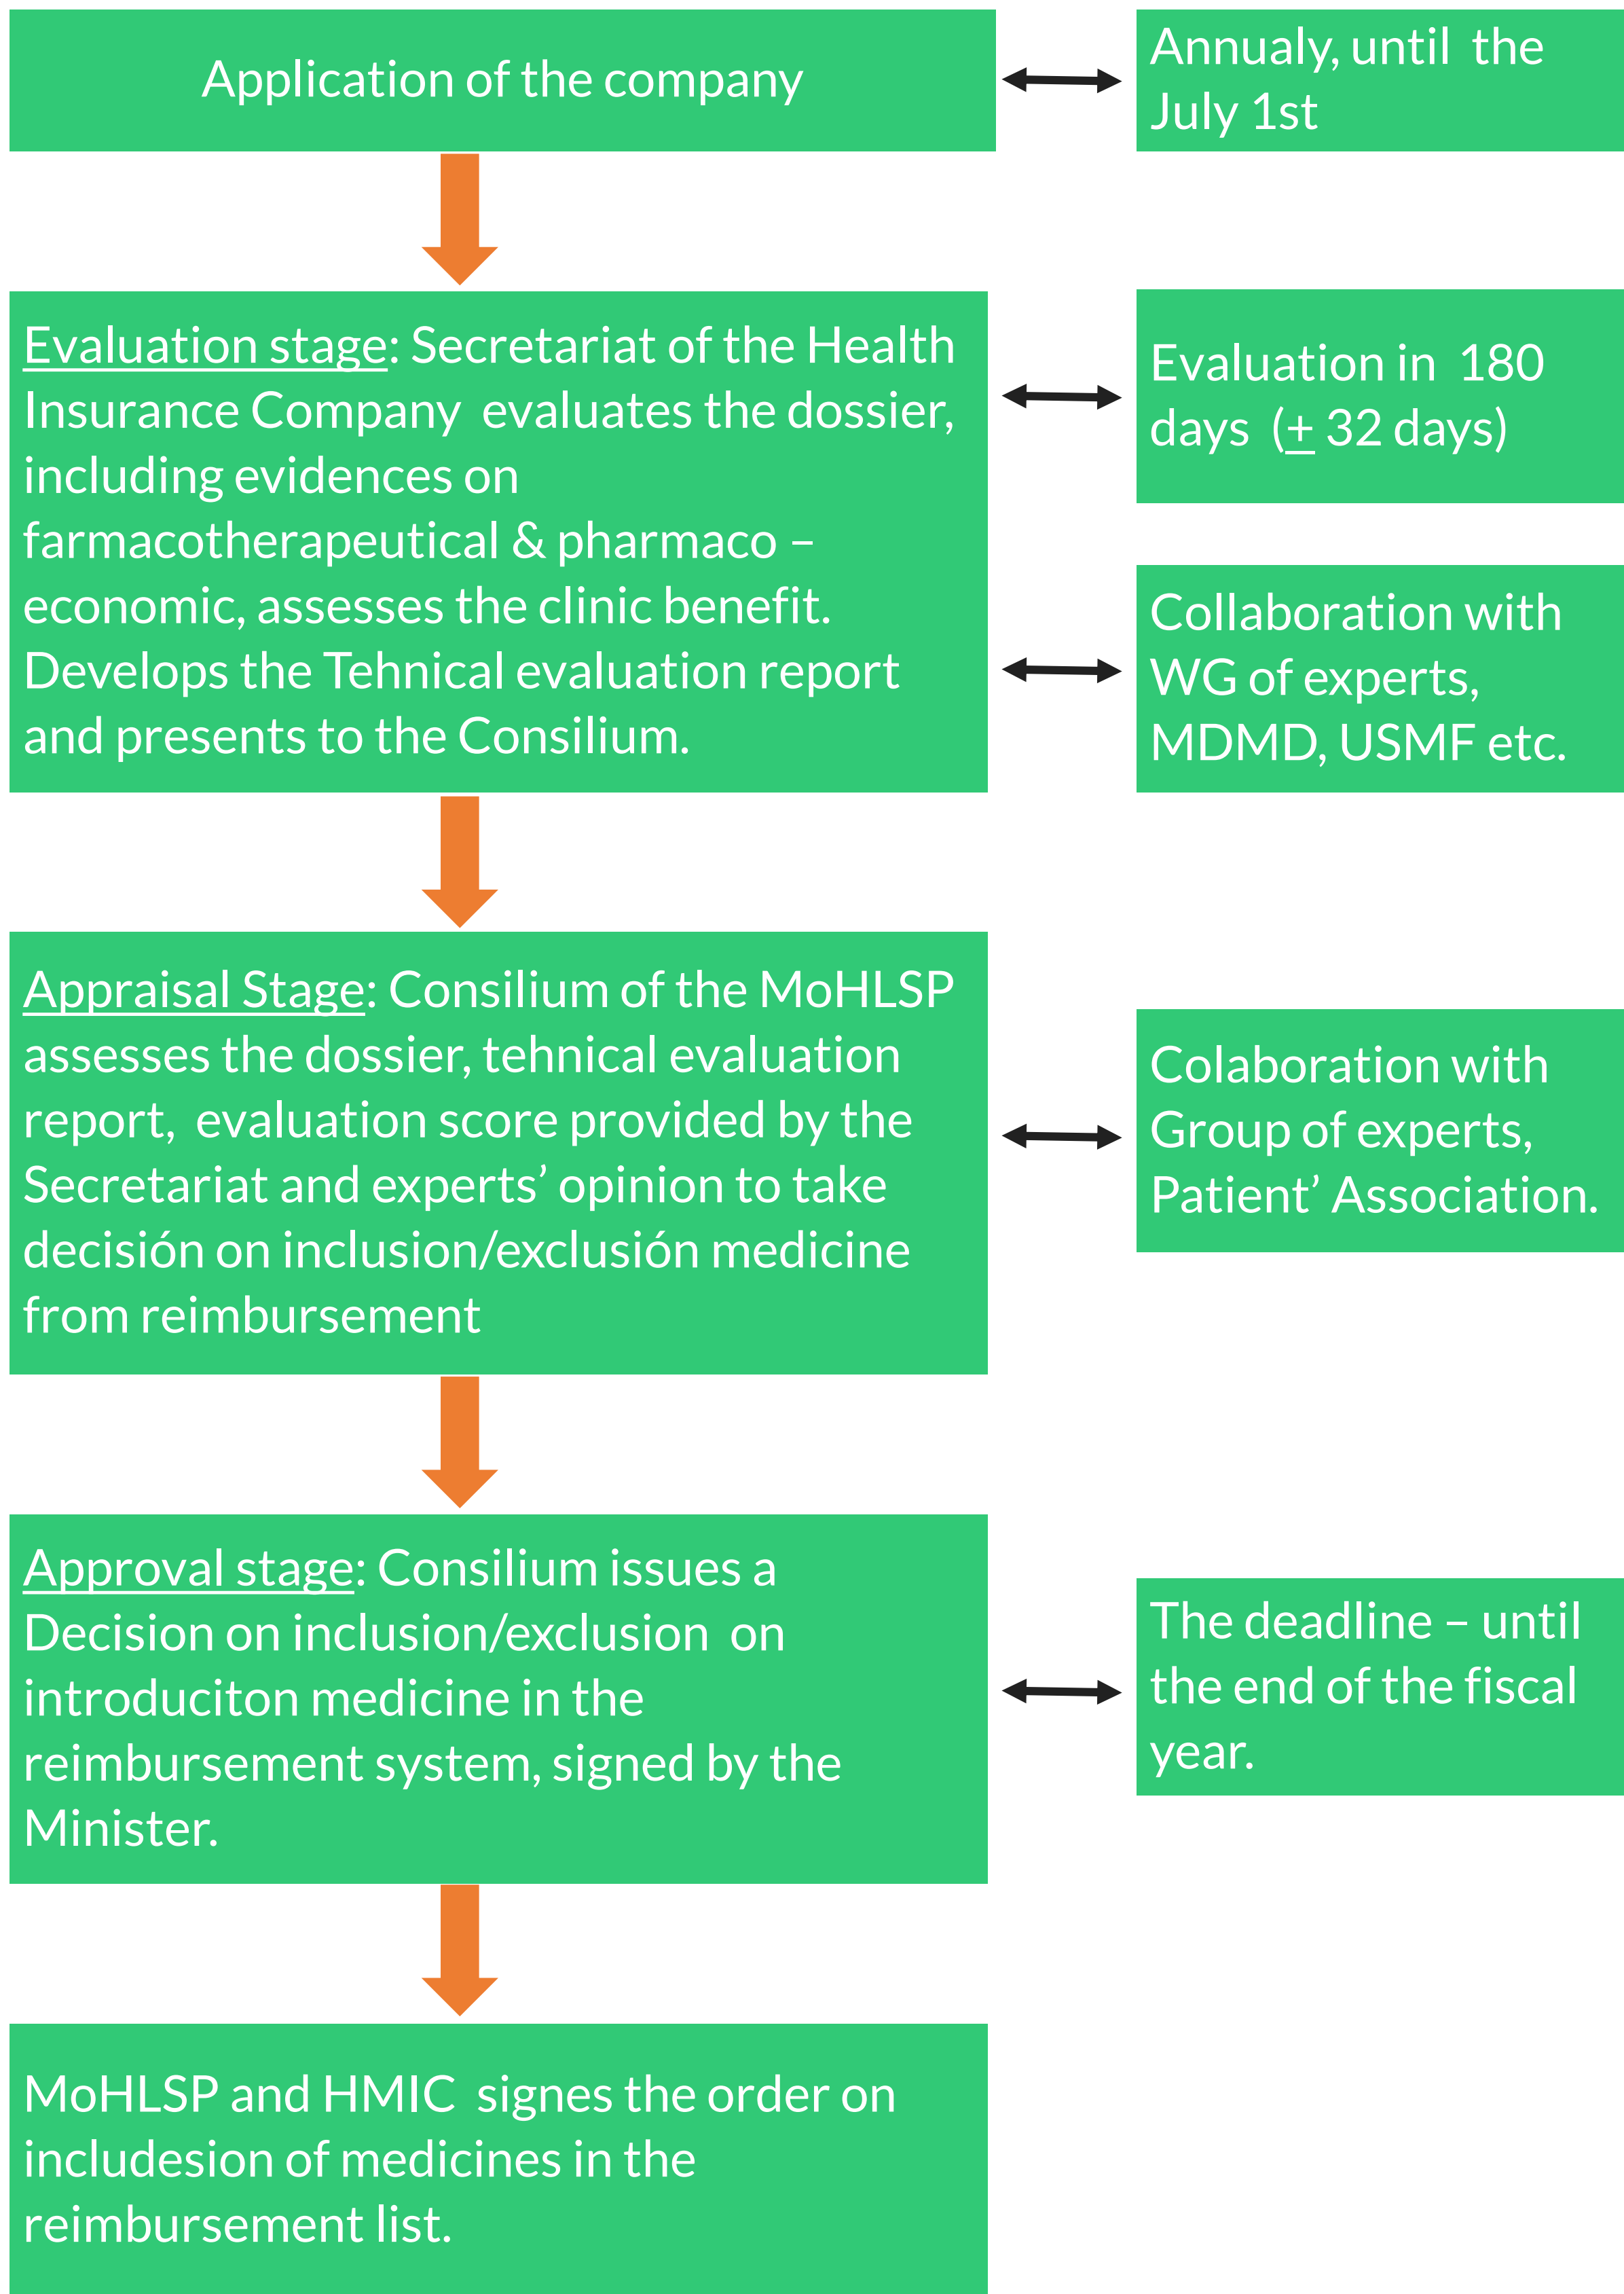 Application of the company
Annualy, until the
July 1st
Evaluation stage: Secretariat of the Health
Insurance Company evaluates the dossier,
including evidences on
farmacotherapeutical & pharmaco –
economic, assesses the clinic benefit.
Develops the Tehnical evaluation report
and presents to the Consilium.
Evaluation in 180
days (± 32 days)
Collaboration with
WG of experts,
MDMD, USMF etc.
Appraisal Stage: Consilium of the MoHLSP
assesses the dossier, tehnical evaluation
report, evaluation score provided by the
Secretariat and experts’ opinion to take
decisión on inclusion/exclusión medicine
from reimbursement
Colaboration with
Group of experts,
Patient’ Association.
Approval stage: Consilium issues a
Decision on inclusion/exclusion on
introduciton medicine in the
reimbursement system, signed by the
Minister.
The deadline – until
the end of the fiscal
year.
MoHLSP and HMIC signes the order on
includesion of medicines in the
reimbursement list.